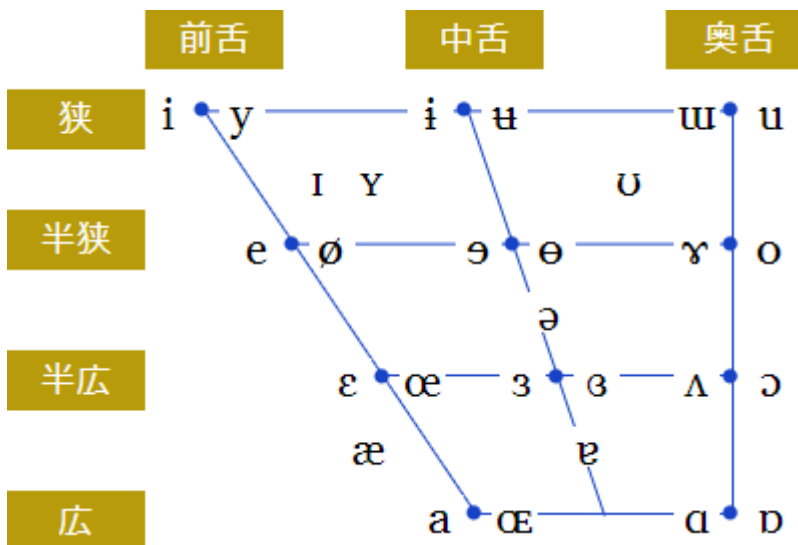 前舌 中舌 奥舌
狭 i y ɨ ʉ ɯ u
ɪ ʏ ʊ
半狭 e ø ɘ ɵ ɤ o
ə
半広 ɛ œ ɜ ɞ ʌ ɔ
æ ɐ
広 a ɶ ɑ ɒ